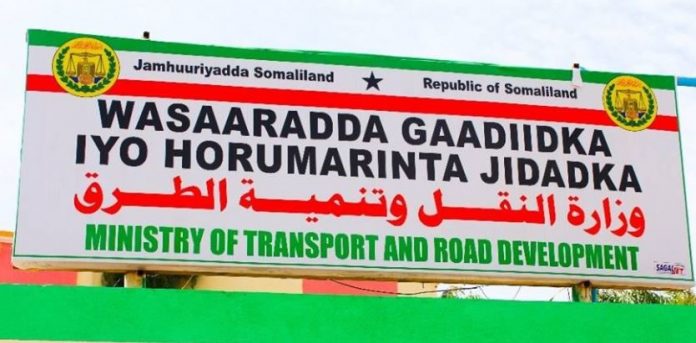 Jamhuuriyadda Somaliland ★ Republic of Somaliland
WASAARADDA GAADIIDKA
IYO HORUMARINTA JIDADKA
وزارة النقل وتنمية الطرق
MINISTRY OF TRANSPORT AND ROAD DEVELOPMENT